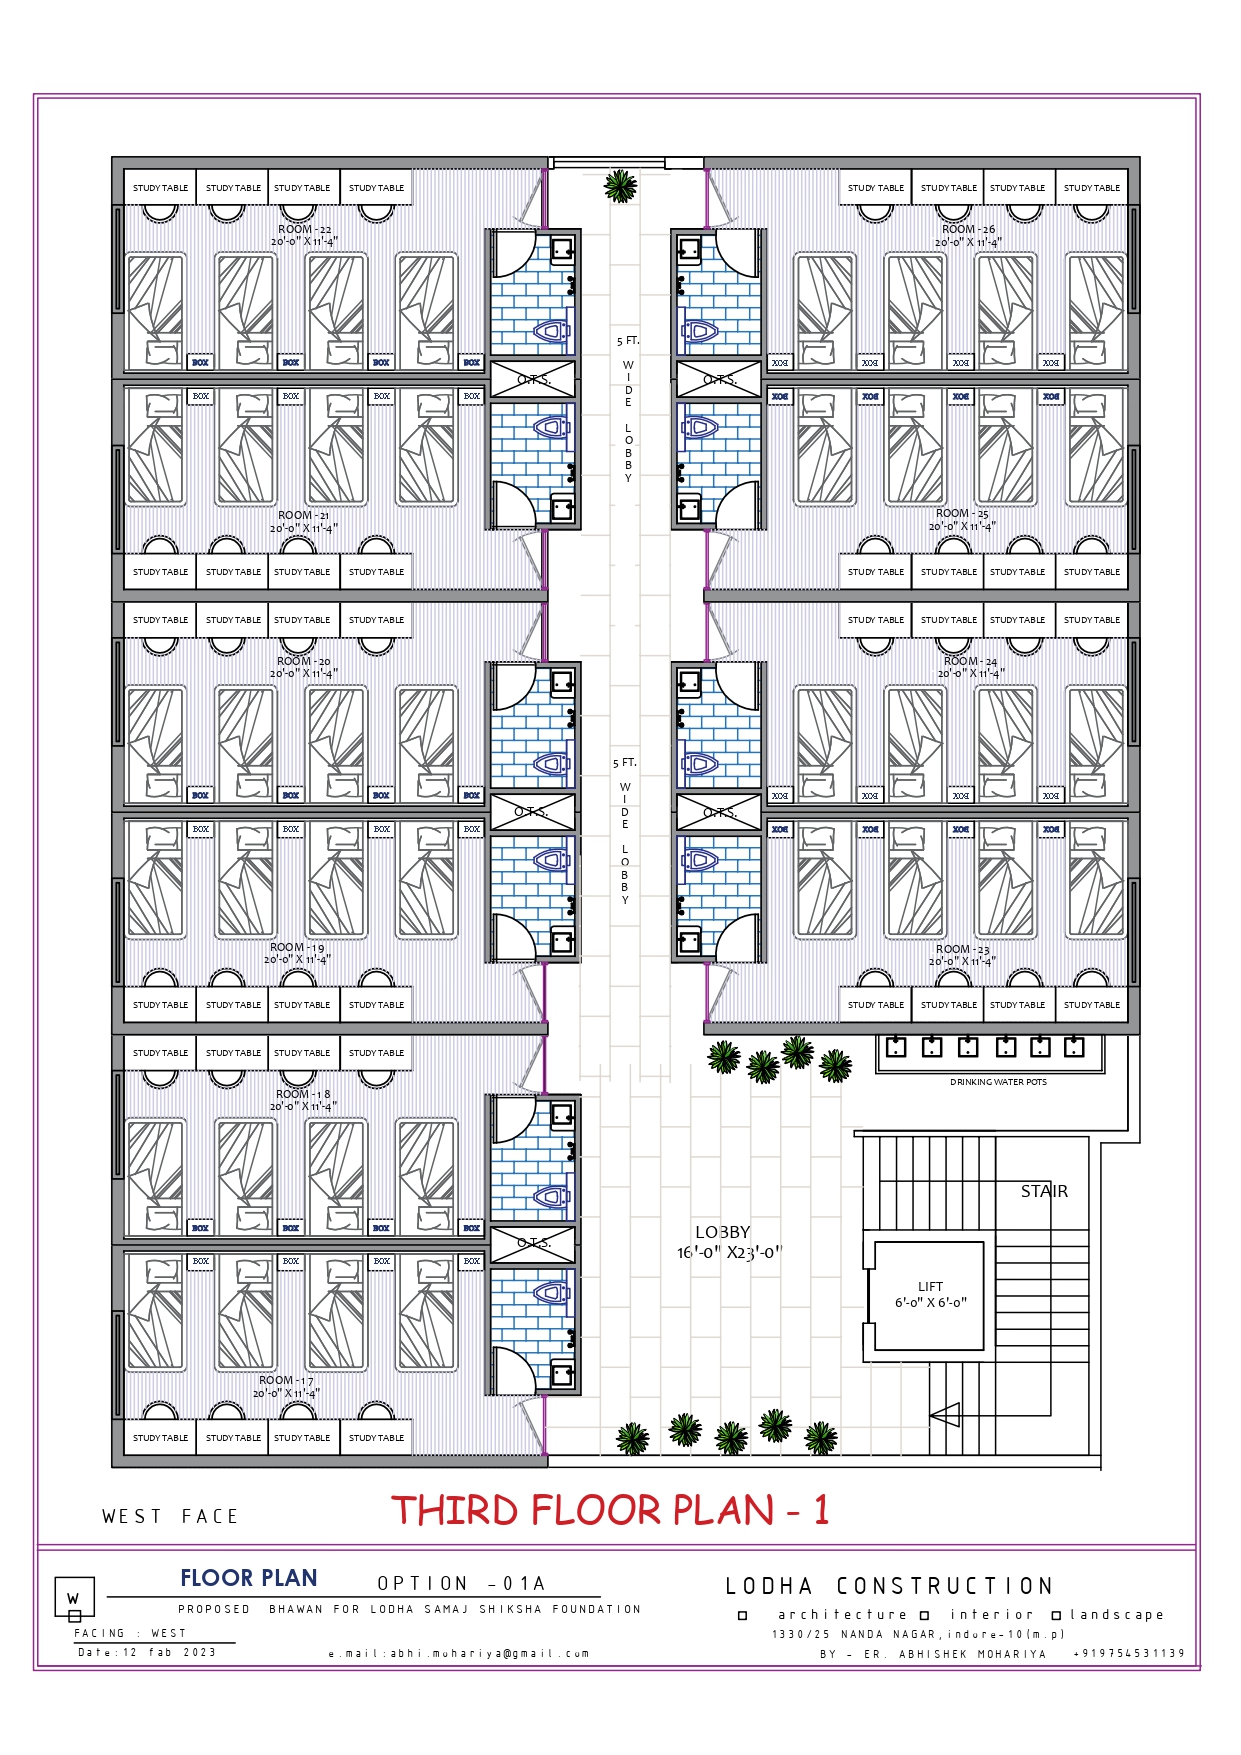 STUDY TABLE STUDY TABLE STUDY TABLE STUDY TABLE
STUDY TABLE STUDY TABLE STUDY TABLE STUDY TABLE
ROOM -22
20'-0" X 11'-4"
ROOM -26
20'-0" X 11'-4"
BOX BOX BOX BOX
BOX BOX BOX BOX
O.T.S.
O.T.S.
5 FT.
WIDE
LOBBY
BOX BOX BOX BOX
BOX BOX BOX BOX
ROOM -21
20'-0" X 11'-4"
ROOM -25
20'-0" X 11'-4"
STUDY TABLE STUDY TABLE STUDY TABLE STUDY TABLE
STUDY TABLE STUDY TABLE STUDY TABLE STUDY TABLE
STUDY TABLE STUDY TABLE STUDY TABLE STUDY TABLE
STUDY TABLE STUDY TABLE STUDY TABLE STUDY TABLE
ROOM -20
20'-0" X 11'-4"
ROOM -24
20'-0" X 11'-4"
BOX BOX BOX BOX
BOX BOX BOX BOX
O.T.S.
O.T.S.
5 FT.
WIDE
LOBBY
BOX BOX BOX BOX
BOX BOX BOX BOX
ROOM -19
20'-0" X 11'-4"
ROOM -23
20'-0" X 11'-4"
STUDY TABLE STUDY TABLE STUDY TABLE STUDY TABLE
STUDY TABLE STUDY TABLE STUDY TABLE STUDY TABLE
STUDY TABLE STUDY TABLE STUDY TABLE STUDY TABLE
DRINKING WATER POTS
ROOM -18
20'-0" X 11'-4"
BOX BOX BOX BOX
O.T.S.
BOX BOX BOX BOX
STAIR
LOBBY
16'-0" X23'-0"
LIFT
6'-0" X 6'-0"
ROOM -17
20'-0" X 11'-4"
STUDY TABLE STUDY TABLE STUDY TABLE STUDY TABLE
WEST FACE
THIRD FLOOR PLAN - 1
W
FLOOR PLAN
OPTION -01A
PROPOSED BHAWAN FOR LODHA SAMAJ SHIKSHA FOUNDATION
FACING : WEST
Date:12 fab 2023
e.mail:abhi.mohariya@gmail.com
LODHA CONSTRUCTION
architecture interior landscape
1330/25 NANDA NAGAR,indore-10(m.p)
BY - ER. ABHISHEK MOHARIYA +919754531139